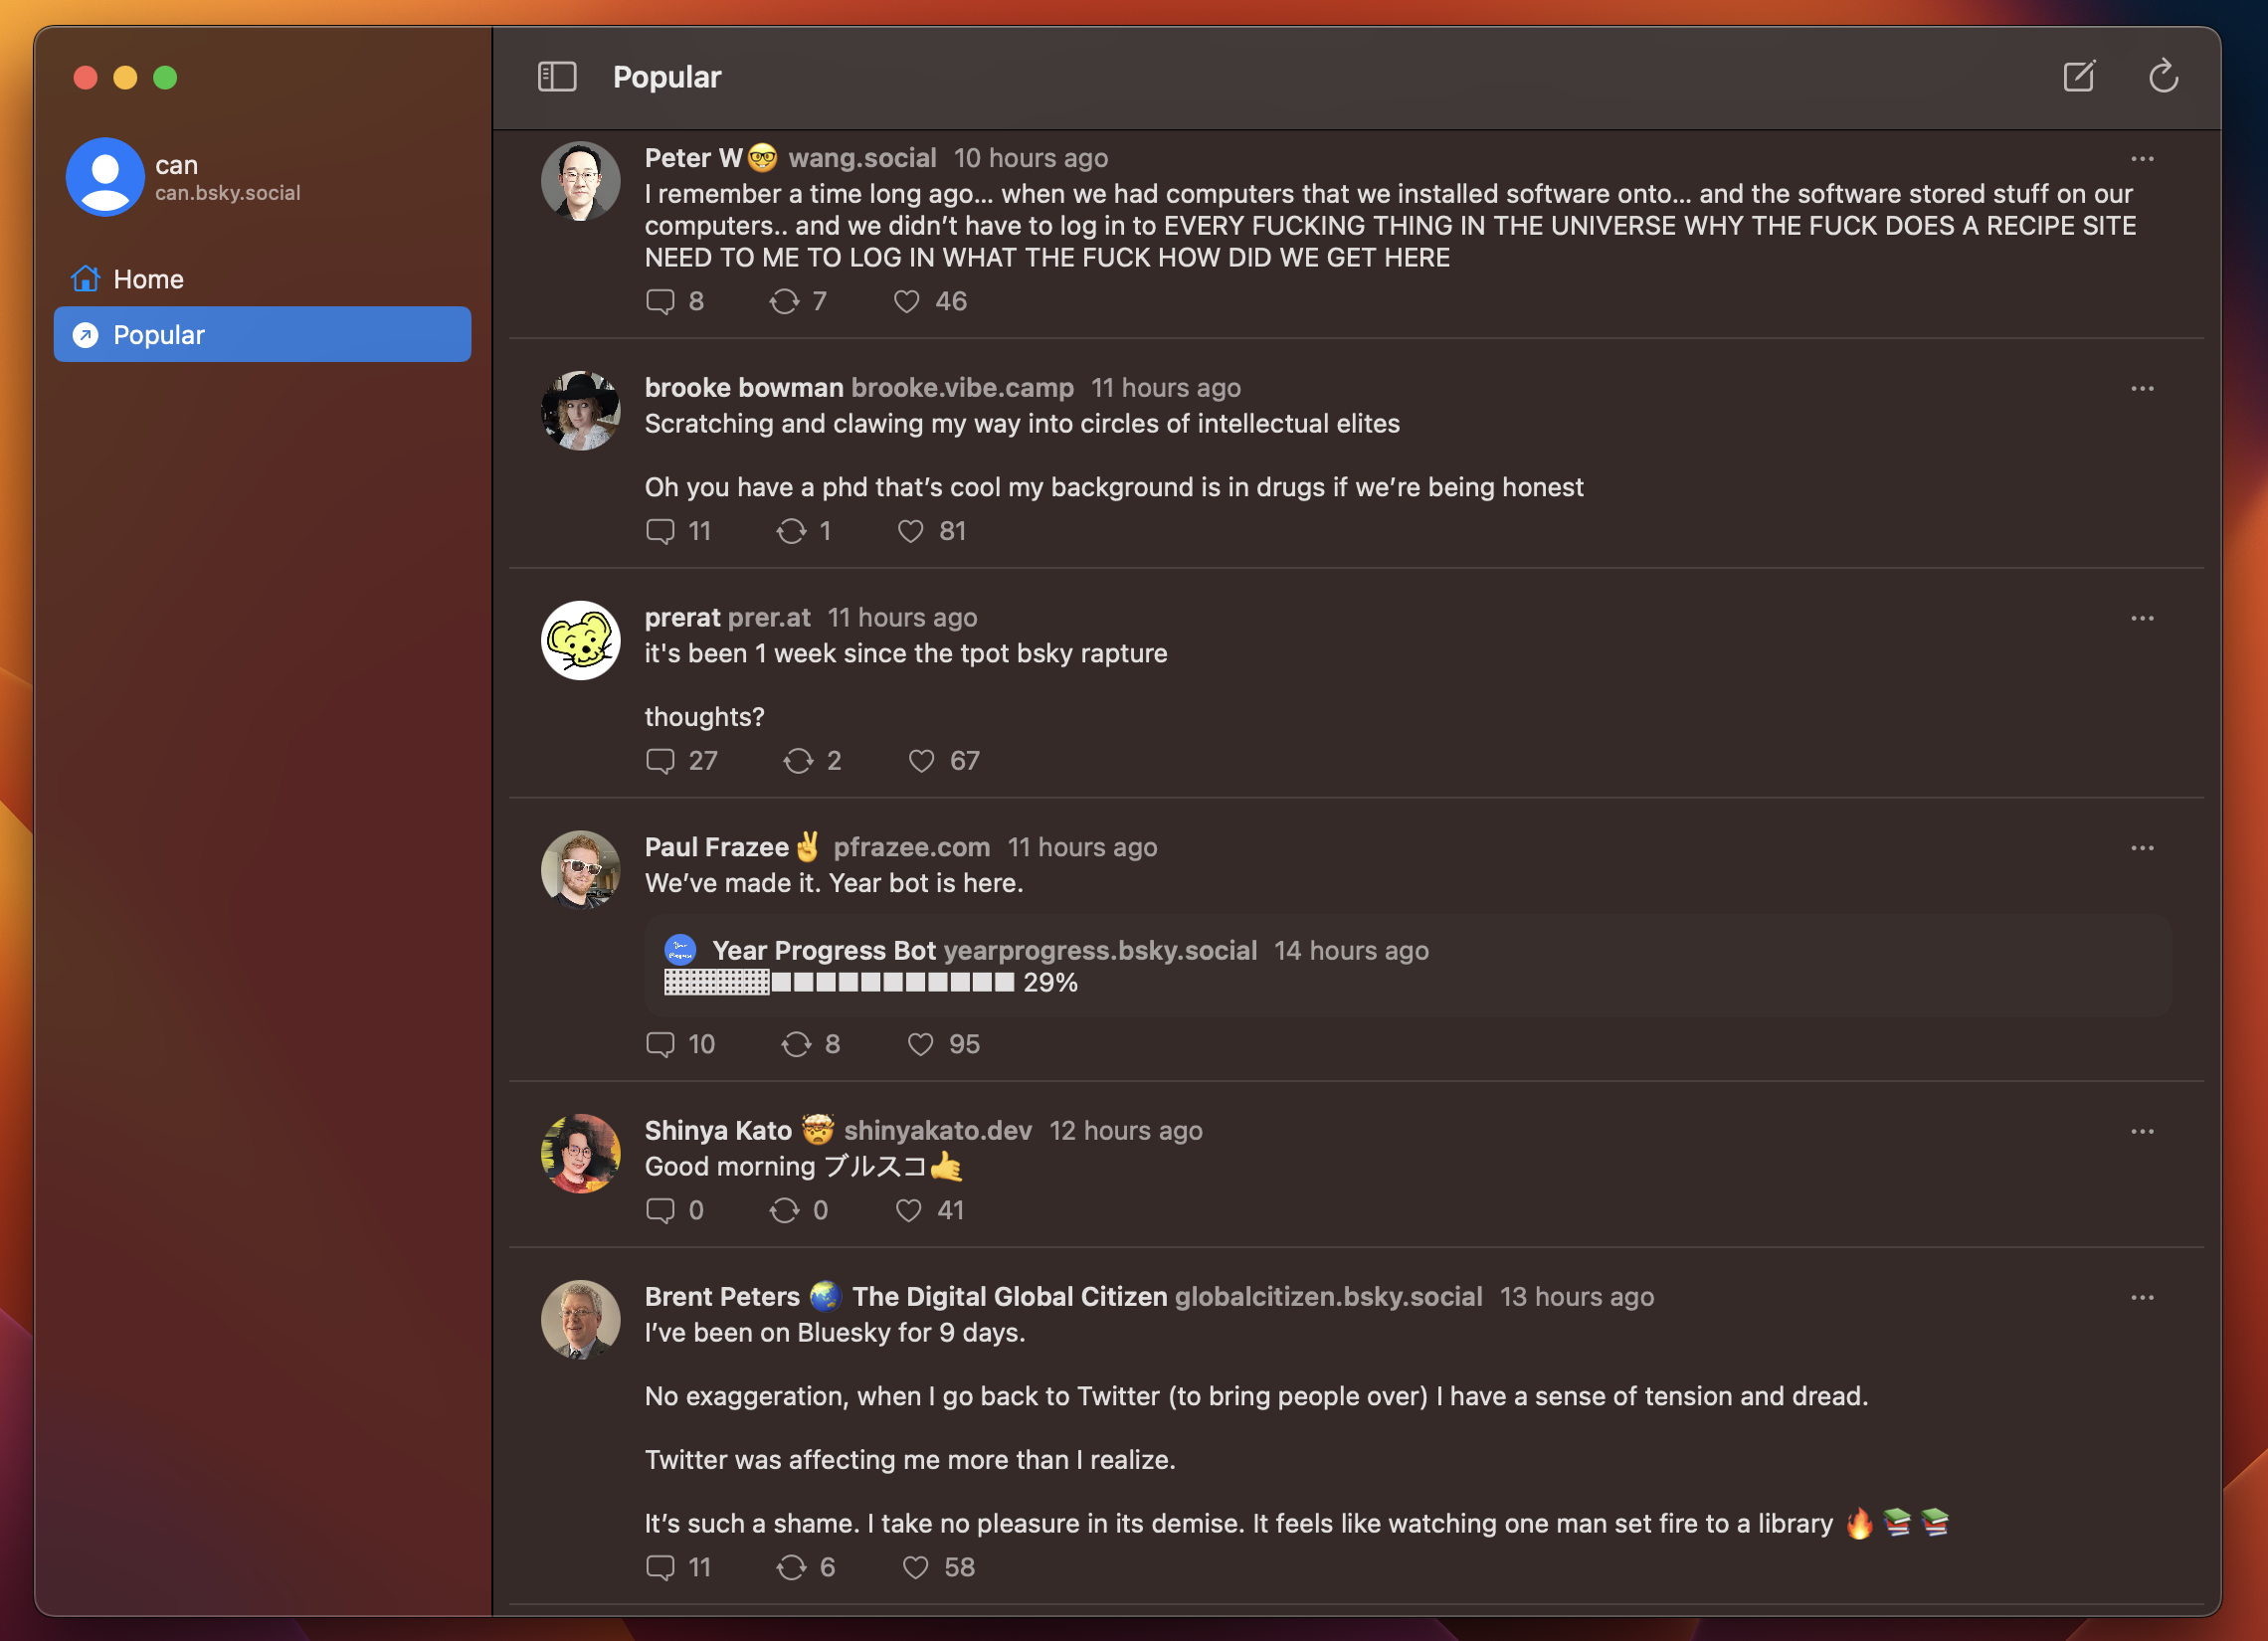 Popular
can
can.bsky.social
Home
Popular
Peter W🤓 wang.social 10 hours ago
I remember a time long ago... when we had computers that we installed software onto... and the software stored stuff on our
computers.. and we didn’t have to log in to EVERY FUCKING THING IN THE UNIVERSE WHY THE FUCK DOES A RECIPE SITE
NEED TO ME TO LOG IN WHAT THE FUCK HOW DID WE GET HERE
8 7 46
brooke bowman brooke.vibe.camp 11 hours ago
Scratching and clawing my way into circles of intellectual elites
Oh you have a phd that’s cool my background is in drugs if we’re being honest
11 1 81
prerat prer.at 11 hours ago
it's been 1 week since the tpot bsky rapture
thoughts?
27 2 67
Paul Frazee✌️ pfrazee.com 11 hours ago
We’ve made it. Year bot is here.
Year Progress Bot yearprogress.bsky.social 14 hours ago
29%
10 8 95
Shinya Kato 🤯 shinyakato.dev 12 hours ago
Good morning ブルスコ🤙
0 0 41
Brent Peters 🌏 The Digital Global Citizen globalcitizen.bsky.social 13 hours ago
I’ve been on Bluesky for 9 days.
No exaggeration, when I go back to Twitter (to bring people over) I have a sense of tension and dread.
Twitter was affecting me more than I realize.
It’s such a shame. I take no pleasure in its demise. It feels like watching one man set fire to a library 🔥📚📚
11 6 58